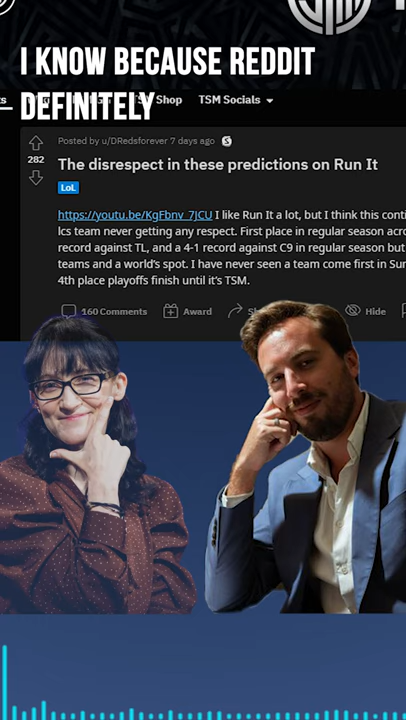 I KNOW BECAUSE REDDIT
DEFINITELY
Shop
TSM Socials
Posted by u/DRedsforever 7 days ago
282
The disrespect in these predictions on Run It
LoL
https://youtu.be/KgFbnv_7JCU I like Run It a lot, but I think this conti
lcs team never getting any respect. First place in regular season acro
record against TL, and a 4-1 record against C9 in regular season but
teams and a world's spot. I have never seen a team come first in Sum
4th place playoffs finish until it's TSM.
160 Comments
Award
Sh
Hide